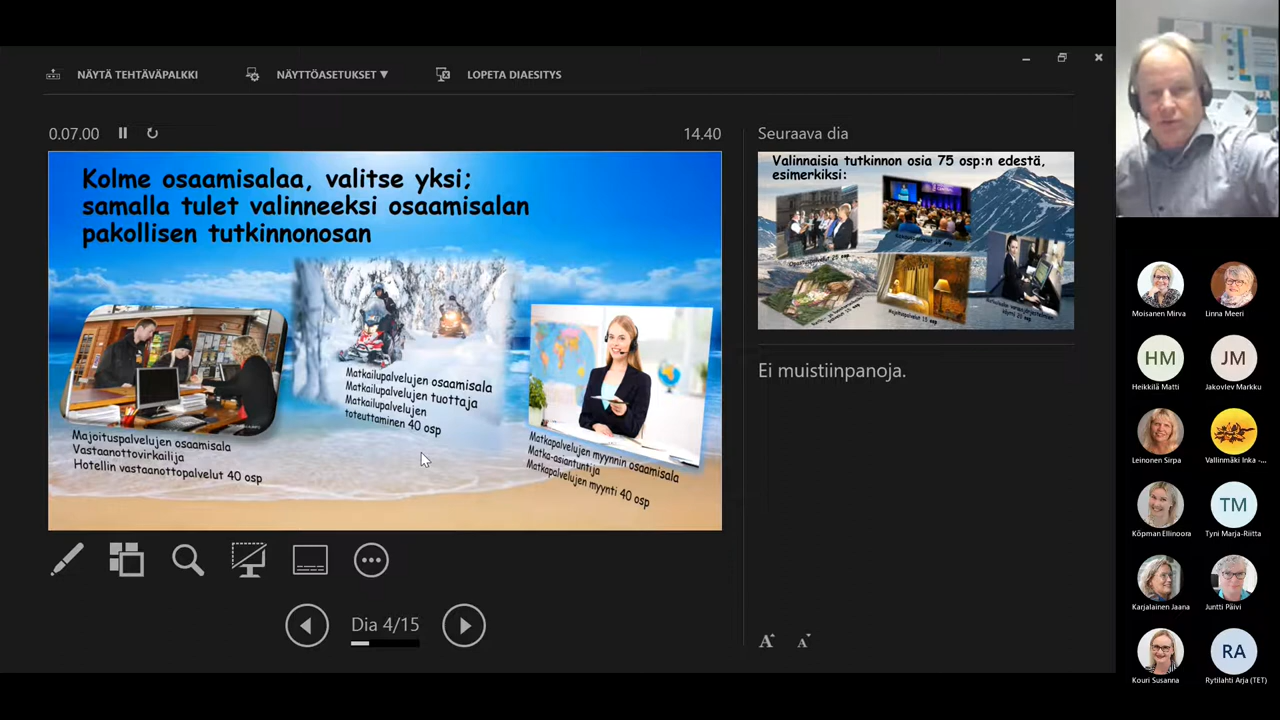 NÄYTÄ TEHTÄVÄPALKKI
NÄYTTÖASETUKSET ▼
LOPETA DIAESITYS
0.07.00
14.40
Kolme osaamisalaa, valitse yksi;
samalla tulet valinneeksi osaamisalan
pakollisen tutkinnonosan
Majoituspalvelujen osaamisala
Vastaanottovirkailija
Hotellin vastaanottopalvelut 40 osp
Matkailupalvelujen osaamisala
Matkailupalvelujen tuottaja
Matkailupalvelujen
toteuttaminen 40 osp
Matkapalvelujen myynnin osaamisala
Matka-asiantuntija
Matkapalvelujen myynti 40 osp
Dia 4/15
Seuraava dia
Valinnaisia tutkinnon osia 75 osp:n edestä,
esimerkiksi:
Ei muistiinpanoja.
A A
Moisanen Mirva
Linna Meeri
HM
Heikkilä Matti
JM
Jakovlev Markku
Leinonen Sirpa
Vallinmäki Inka -...
Köpman Ellinoora
TM
Tyni Marja-Riitta
Karjalainen Jaana
Juntti Päivi
Kouri Susanna
RA
Rytilahti Arja (TET)